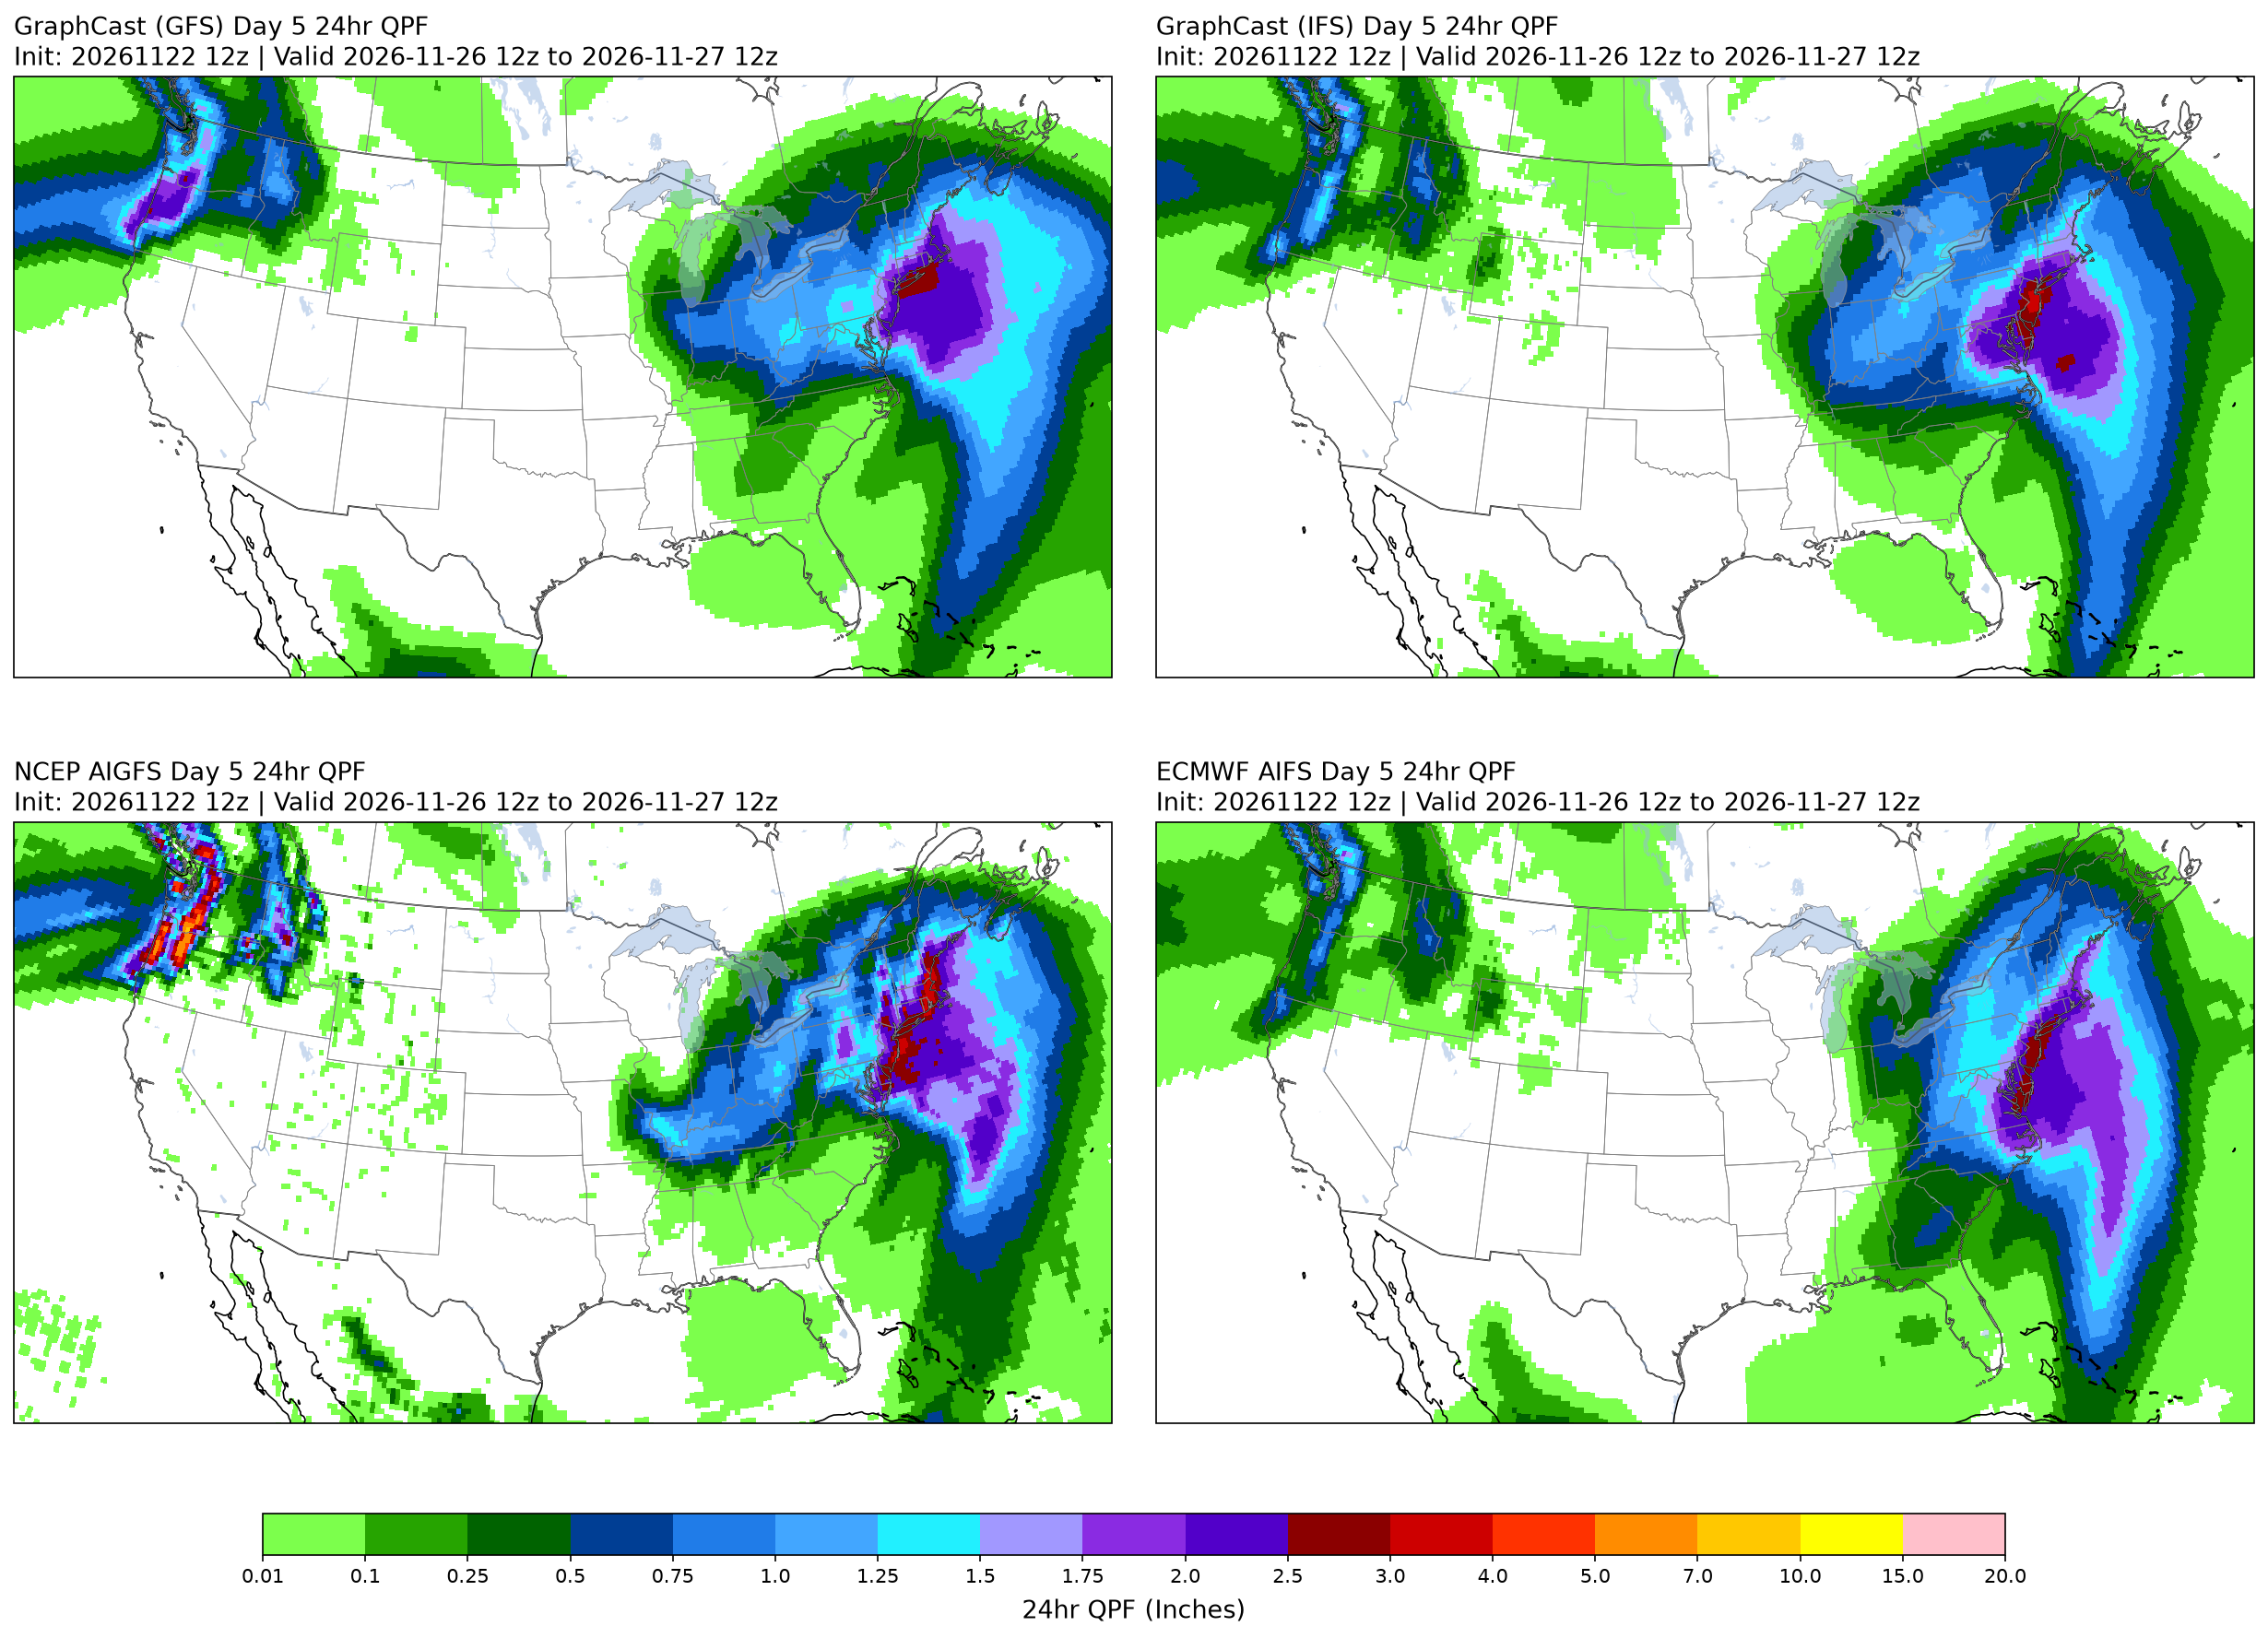 GraphCast (GFS) Day 5 24hr QPF
Init: 20261122 12z | Valid 2026-11-26 12z to 2026-11-27 12z
GraphCast (IFS) Day 5 24hr QPF
Init: 20261122 12z | Valid 2026-11-26 12z to 2026-11-27 12z
NCEP AIGFS Day 5 24hr QPF
Init: 20261122 12z | Valid 2026-11-26 12z to 2026-11-27 12z
ECMWF AIFS Day 5 24hr QPF
Init: 20261122 12z | Valid 2026-11-26 12z to 2026-11-27 12z
0.01 0.1 0.25 0.5 0.75 1.0 1.25 1.5 1.75 2.0 2.5 3.0 4.0 5.0 7.0 10.0 15.0 20.0
24hr QPF (Inches)